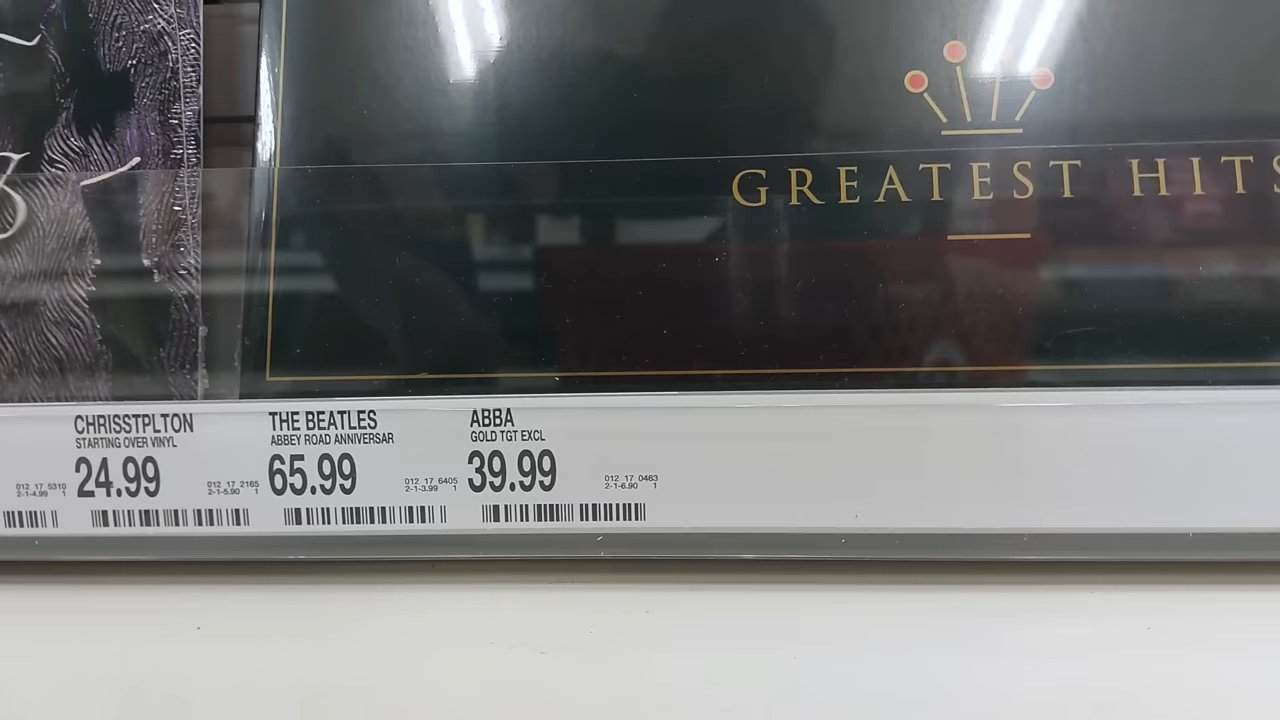 GREATEST HITS
CHRISSTPLTON
STARTING OVER VINYL
24.99
012 17 5310
2-1-4.99 1
012 17 2165
2-1-5.90 1
THE BEATLES
ABBEY ROAD ANNIVERSAR
65.99
012 17 6405
2-1-3.99 1
ABBA
GOLD TGT EXCL
39.99
012 17 0463
2-1-6.90 1